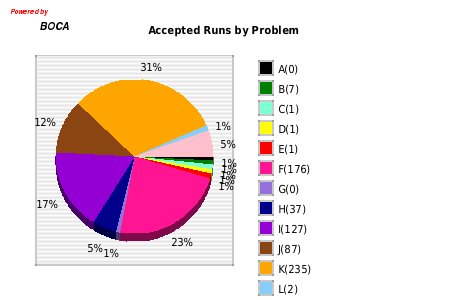 Powered by
BOCA
Accepted Runs by Problem
31%
12%
1%
5%
1%
1%
1%
1%
1%
17%
5%
1%
23%
A(0)
B(7)
C(1)
D(1)
E(1)
F(176)
G(0)
H(37)
I(127)
J(87)
K(235)
L(2)